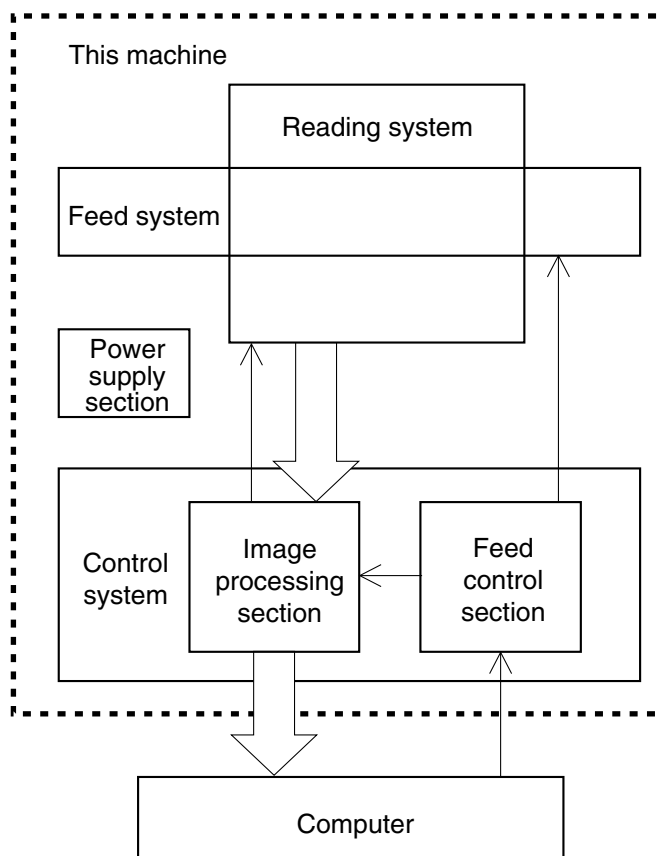 This machine
Reading system
Feed system
Power
supply
section
Control
system
Image
processing
section
Feed
control
section
Computer